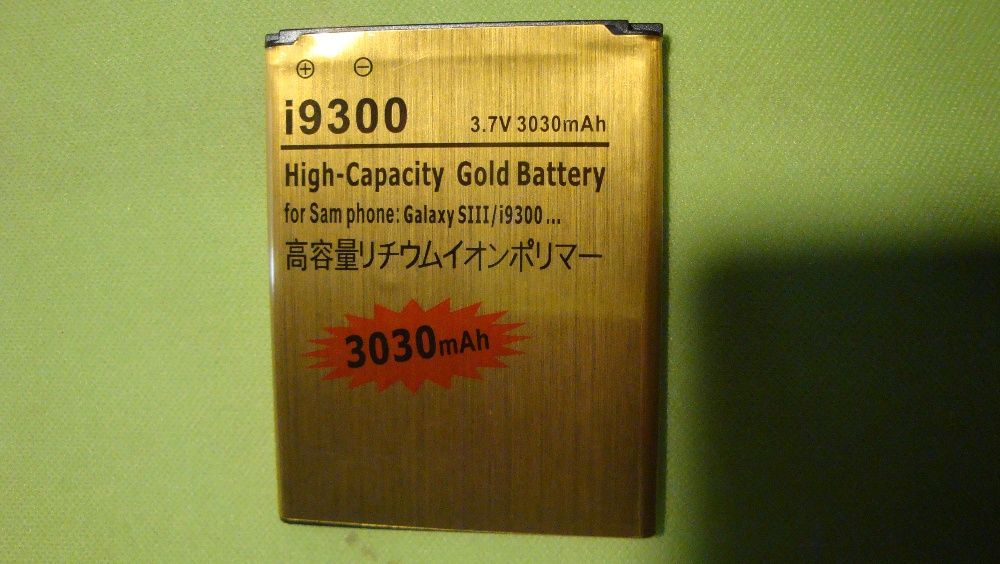 ⊕ ⊖
i9300 3.7V 3030mAh
High-Capacity Gold Battery
for Sam phone: Galaxy SIII/i9300 ...
高容量リチウムイオンポリマー
3030mAh